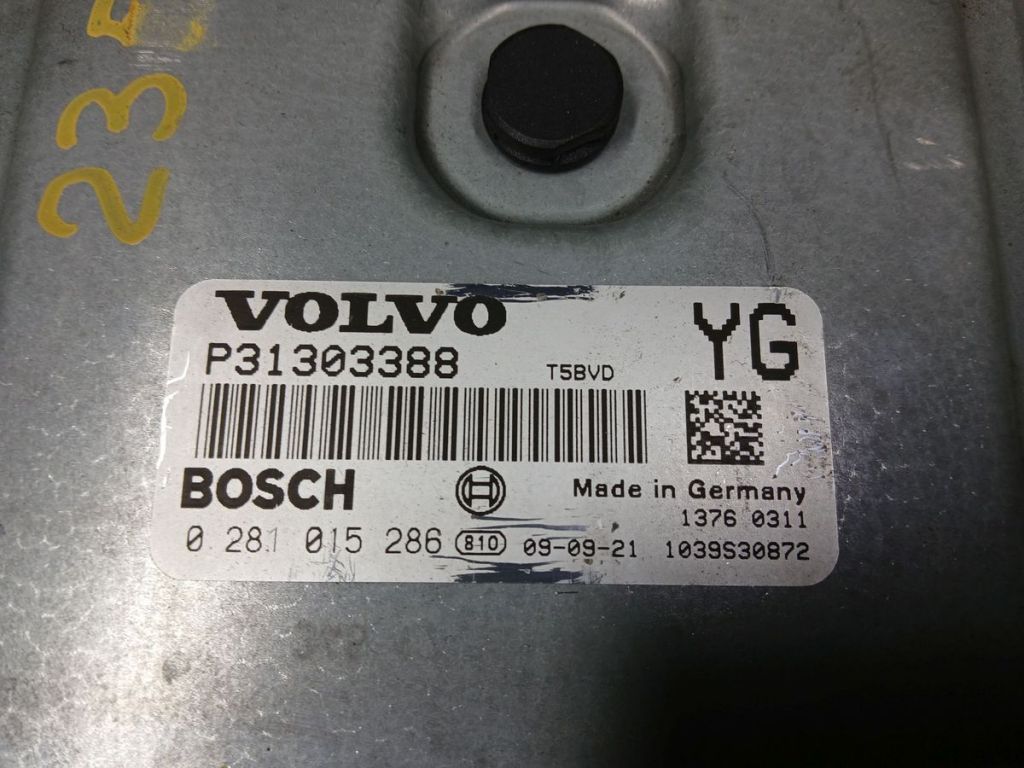 235
VOLVO
YG
P31303388 T5BVD
BOSCH Made in Germany
1376 0311
0 281 015 286 810 09-09-21 1039S30872